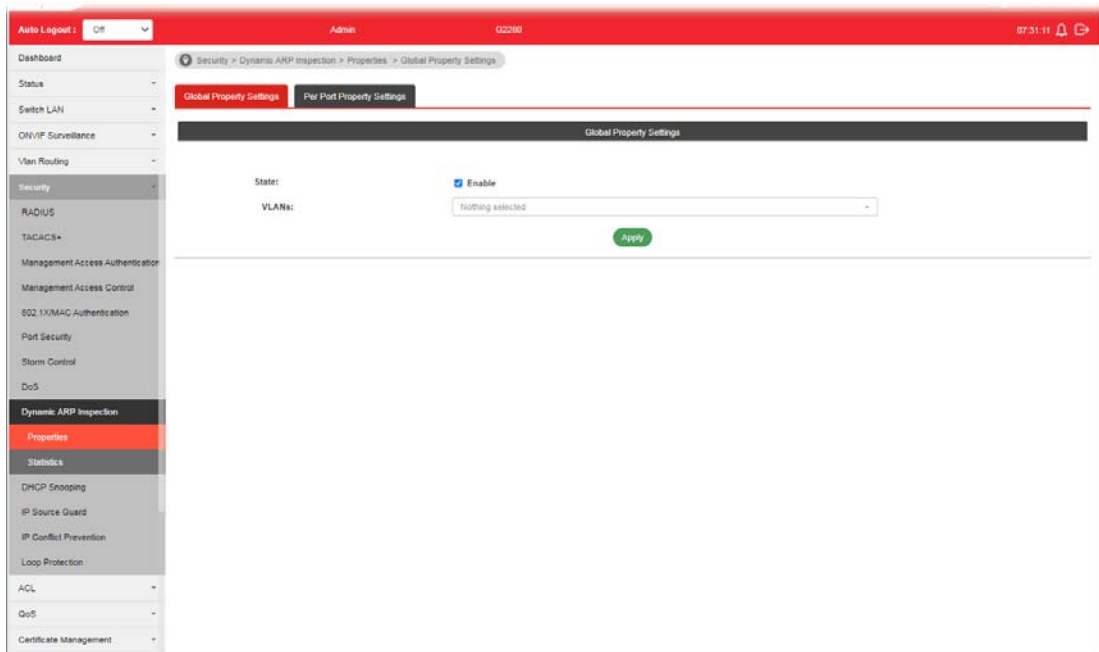 Auto Logout : Off Admin G2280 07:31:11
Dashboard
Status
Switch LAN
ONVIF Surveillance
Vlan Routing
Security
RADIUS
TACACS+
Management Access Authentication
Management Access Control
802.1X/MAC Authentication
Port Security
Storm Control
DoS
Dynamic ARP Inspection
Properties
Statistics
DHCP Snooping
IP Source Guard
IP Conflict Prevention
Loop Protection
ACL
QoS
Certificate Management
Security > Dynamic ARP Inspection > Properties > Global Property Settings
Global Property Settings Per Port Property Settings
Global Property Settings
State: Enable
VLANs: Nothing selected
Apply